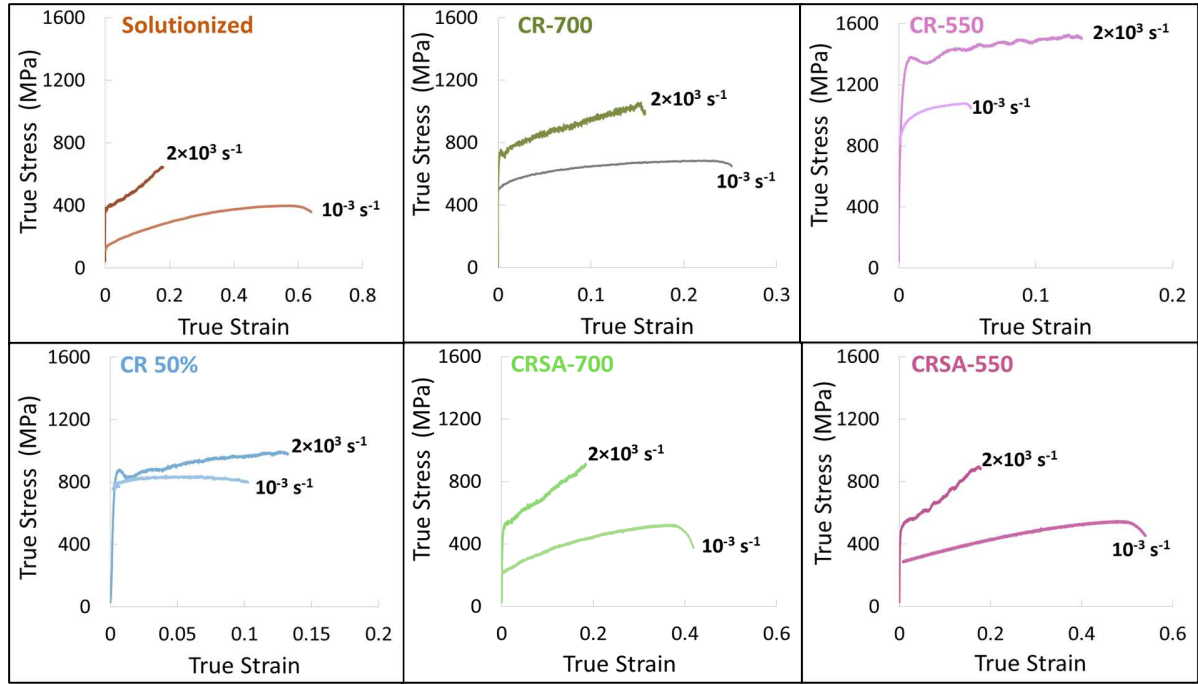 Solutionized
True Stress (MPa)
1600
1200
800
400
0
2×10³ s⁻¹
10⁻³ s⁻¹
0 0.2 0.4 0.6 0.8
True Strain
CR-700
True Stress (MPa)
1600
1200
800
400
0
2×10³ s⁻¹
10⁻³ s⁻¹
0 0.1 0.2 0.3
True Strain
CR-550
True Stress (MPa)
1600
1200
800
400
0
2×10³ s⁻¹
10⁻³ s⁻¹
0 0.1 0.2
True Strain
CR 50%
True Stress (MPa)
1600
1200
800
400
0
2×10³ s⁻¹
10⁻³ s⁻¹
0 0.05 0.1 0.15 0.2
True Strain
CRSA-700
True Stress (MPa)
1600
1200
800
400
0
2×10³ s⁻¹
10⁻³ s⁻¹
0 0.2 0.4 0.6
True Strain
CRSA-550
True Stress (MPa)
1600
1200
800
400
0
2×10³ s⁻¹
10⁻³ s⁻¹
0 0.2 0.4 0.6
True Strain